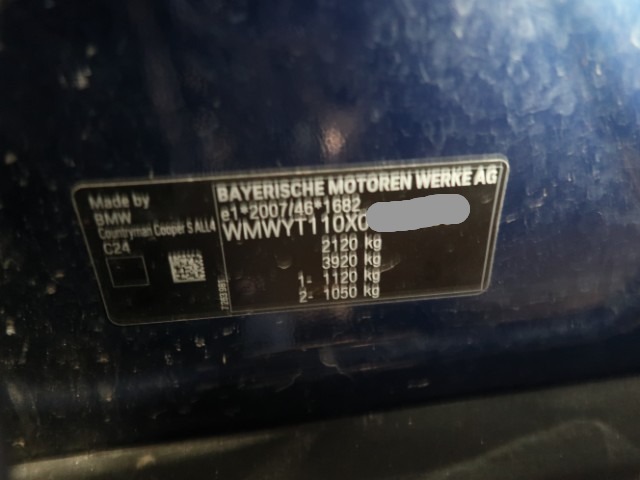 BAYERISCHE MOTOREN WERKE AG
e1*2007/46*1682
WMWYT110X0
2120 kg
3920 kg
1- 1120 kg
2- 1050 kg
Made by
BMW
Countryman Cooper S ALL4
C24